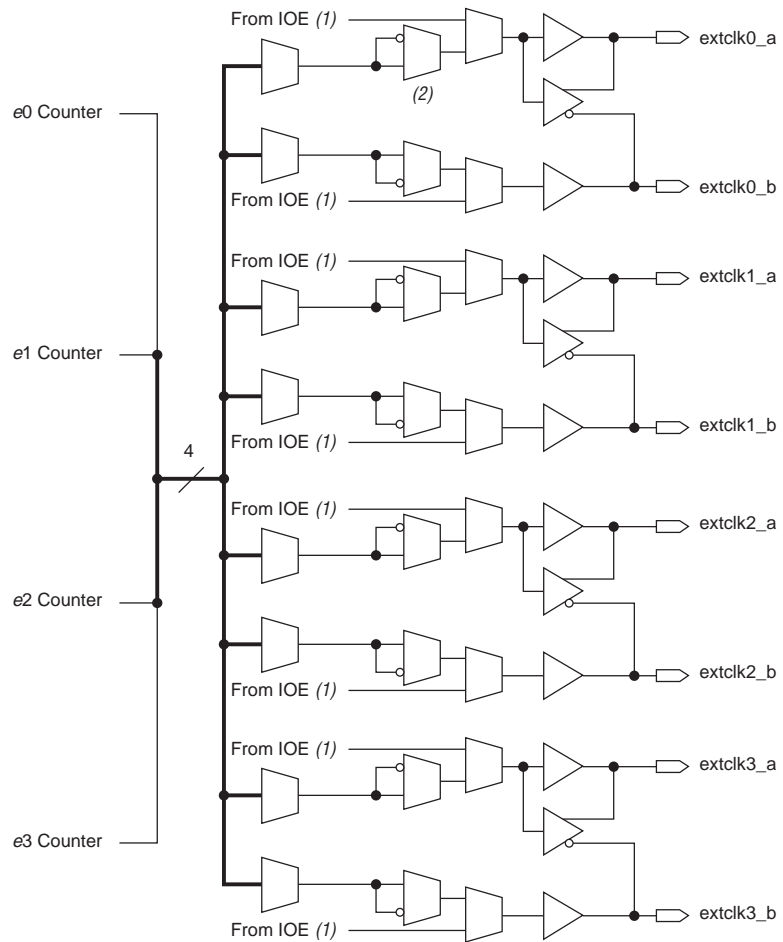 From IOE (1)
extclk0_a
(2)
e0 Counter
extclk0_b
From IOE (1)
From IOE (1)
extclk1_a
e1 Counter
extclk1_b
From IOE (1)
4
From IOE (1)
extclk2_a
e2 Counter
extclk2_b
From IOE (1)
From IOE (1)
extclk3_a
e3 Counter
extclk3_b
From IOE (1)